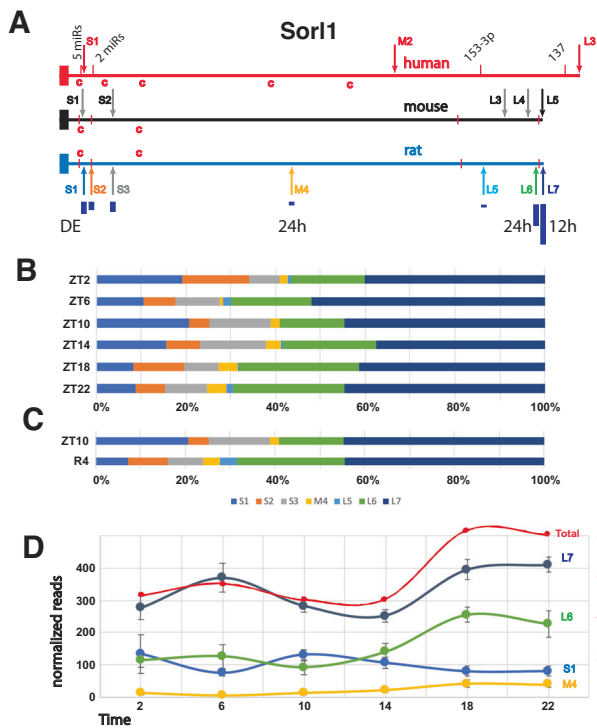 A
Sorl1
5 miRs
S1
2 miRs
M2
153-3p
137
L3
human
c c c c c
S1 S2 mouse L3 L4 L5
c c
c c
rat
S1 S2 S3 M4 L5 L6 L7
DE 24h 24h 12h
B
ZT2
ZT6
ZT10
ZT14
ZT18
ZT22
0% 20% 40% 60% 80% 100%
C
ZT10
R4
0% 20% 40% 60% 80% 100%
S1 S2 S3 M4 L5 L6 L7
D
Total
L7
L6
S1
M4
normalized reads
400
300
200
100
0
2 6 10 14 18 22
Time